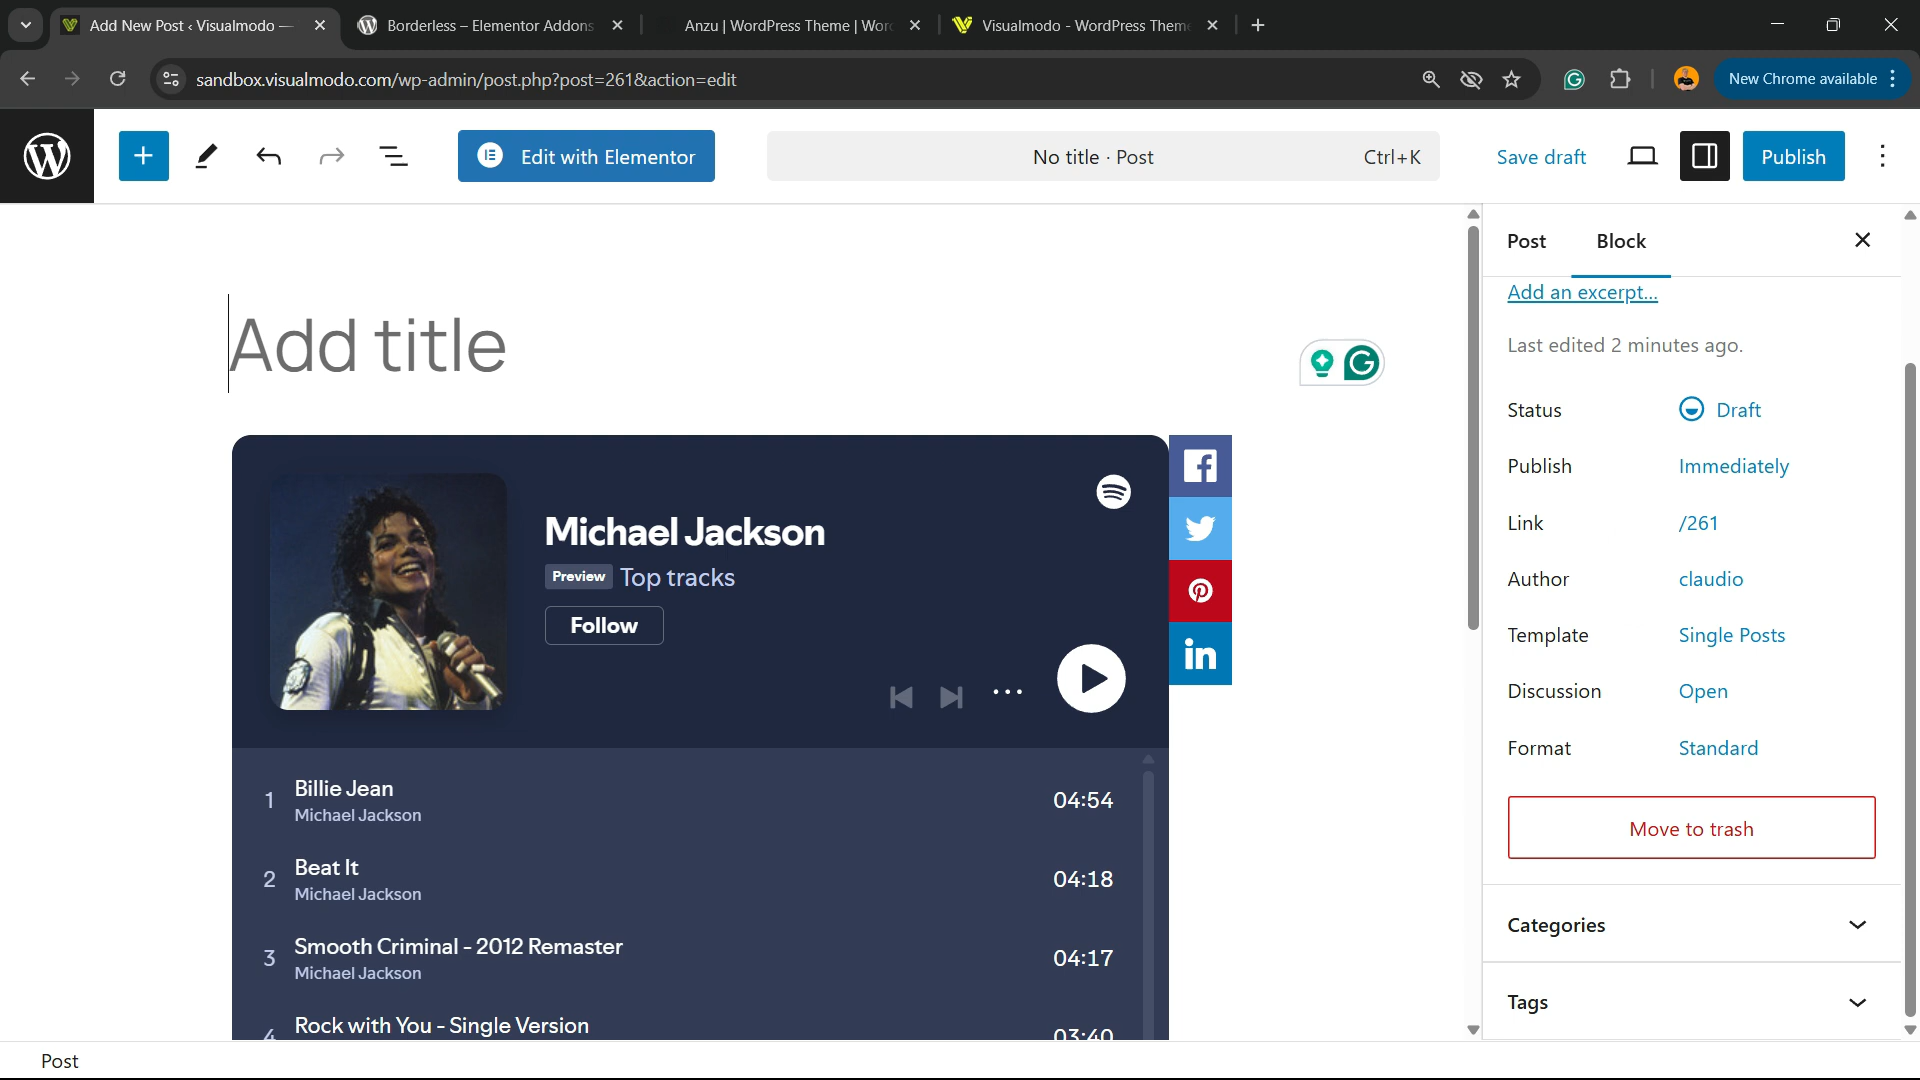 Add New Post ‹ Visualmodo —
Borderless – Elementor Addons
Anzu | WordPress Theme | Wor
Visualmodo - WordPress Theme
sandbox.visualmodo.com/wp-admin/post.php?post=261&action=edit
New Chrome available
Edit with Elementor
No title · Post
Ctrl+K
Save draft
Publish
Add title
Michael Jackson
Preview Top tracks
Follow
1 Billie Jean 04:54
Michael Jackson
2 Beat It 04:18
Michael Jackson
3 Smooth Criminal - 2012 Remaster 04:17
Michael Jackson
4 Rock with You - Single Version 03:40
Post Block
Add an excerpt...
Last edited 2 minutes ago.
Status Draft
Publish Immediately
Link /261
Author claudio
Template Single Posts
Discussion Open
Format Standard
Move to trash
Categories
Tags
Post